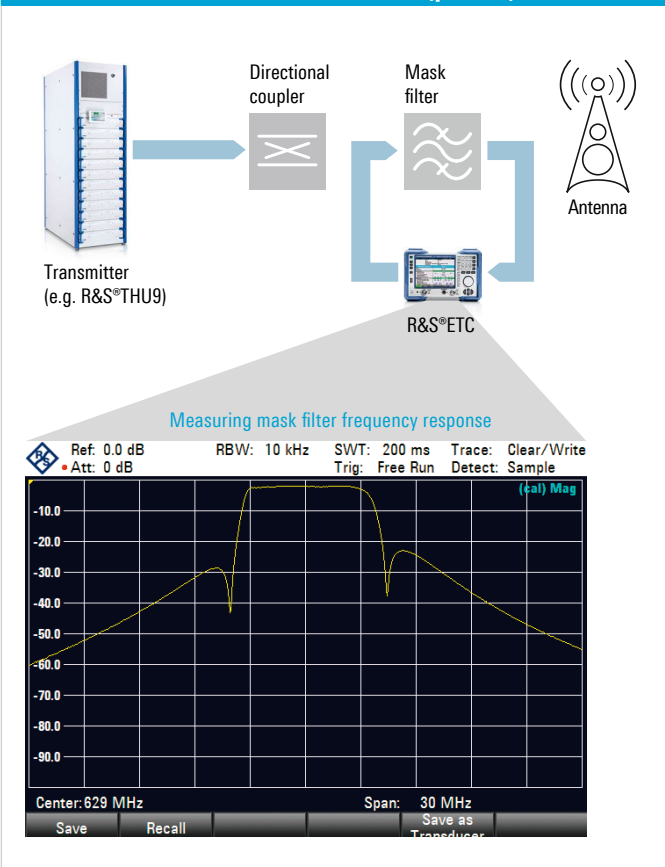 Directional
coupler
Mask
filter
Antenna
Transmitter
(e.g. R&S®THU9)
R&S®ETC
Measuring mask filter frequency response
R&S
Ref: 0.0 dB
RBW: 10 kHz
SWT: 200 ms
Trace: Clear/Write
Att: 0 dB
Trig: Free Run
Detect: Sample
(cal) Mag
-10.0
-20.0
-30.0
-40.0
-50.0
-60.0
-70.0
-80.0
-90.0
Center: 629 MHz
Span: 30 MHz
Save
Recall
Save as
Transducer